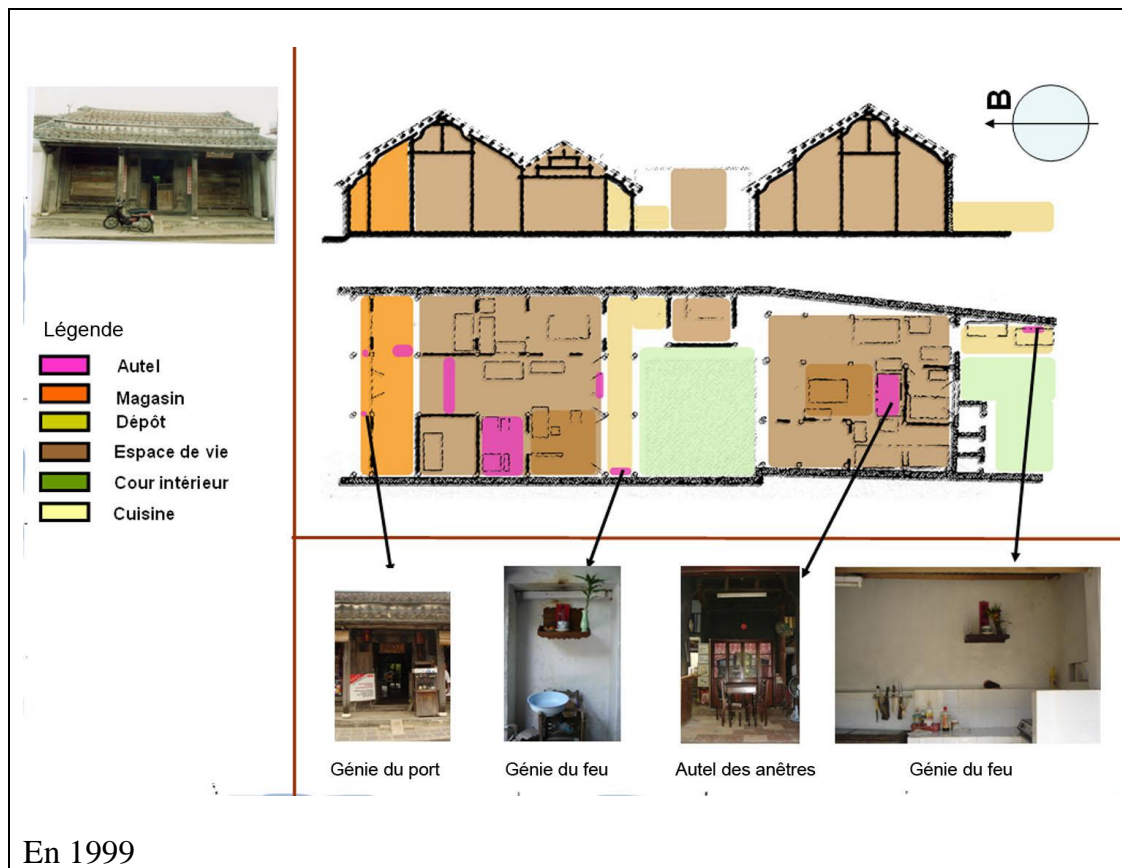 B
Légende
Autel
Magasin
Dépôt
Espace de vie
Cour intérieur
Cuisine
Génie du port
Génie du feu
Autel des anêtres
Génie du feu
En 1999